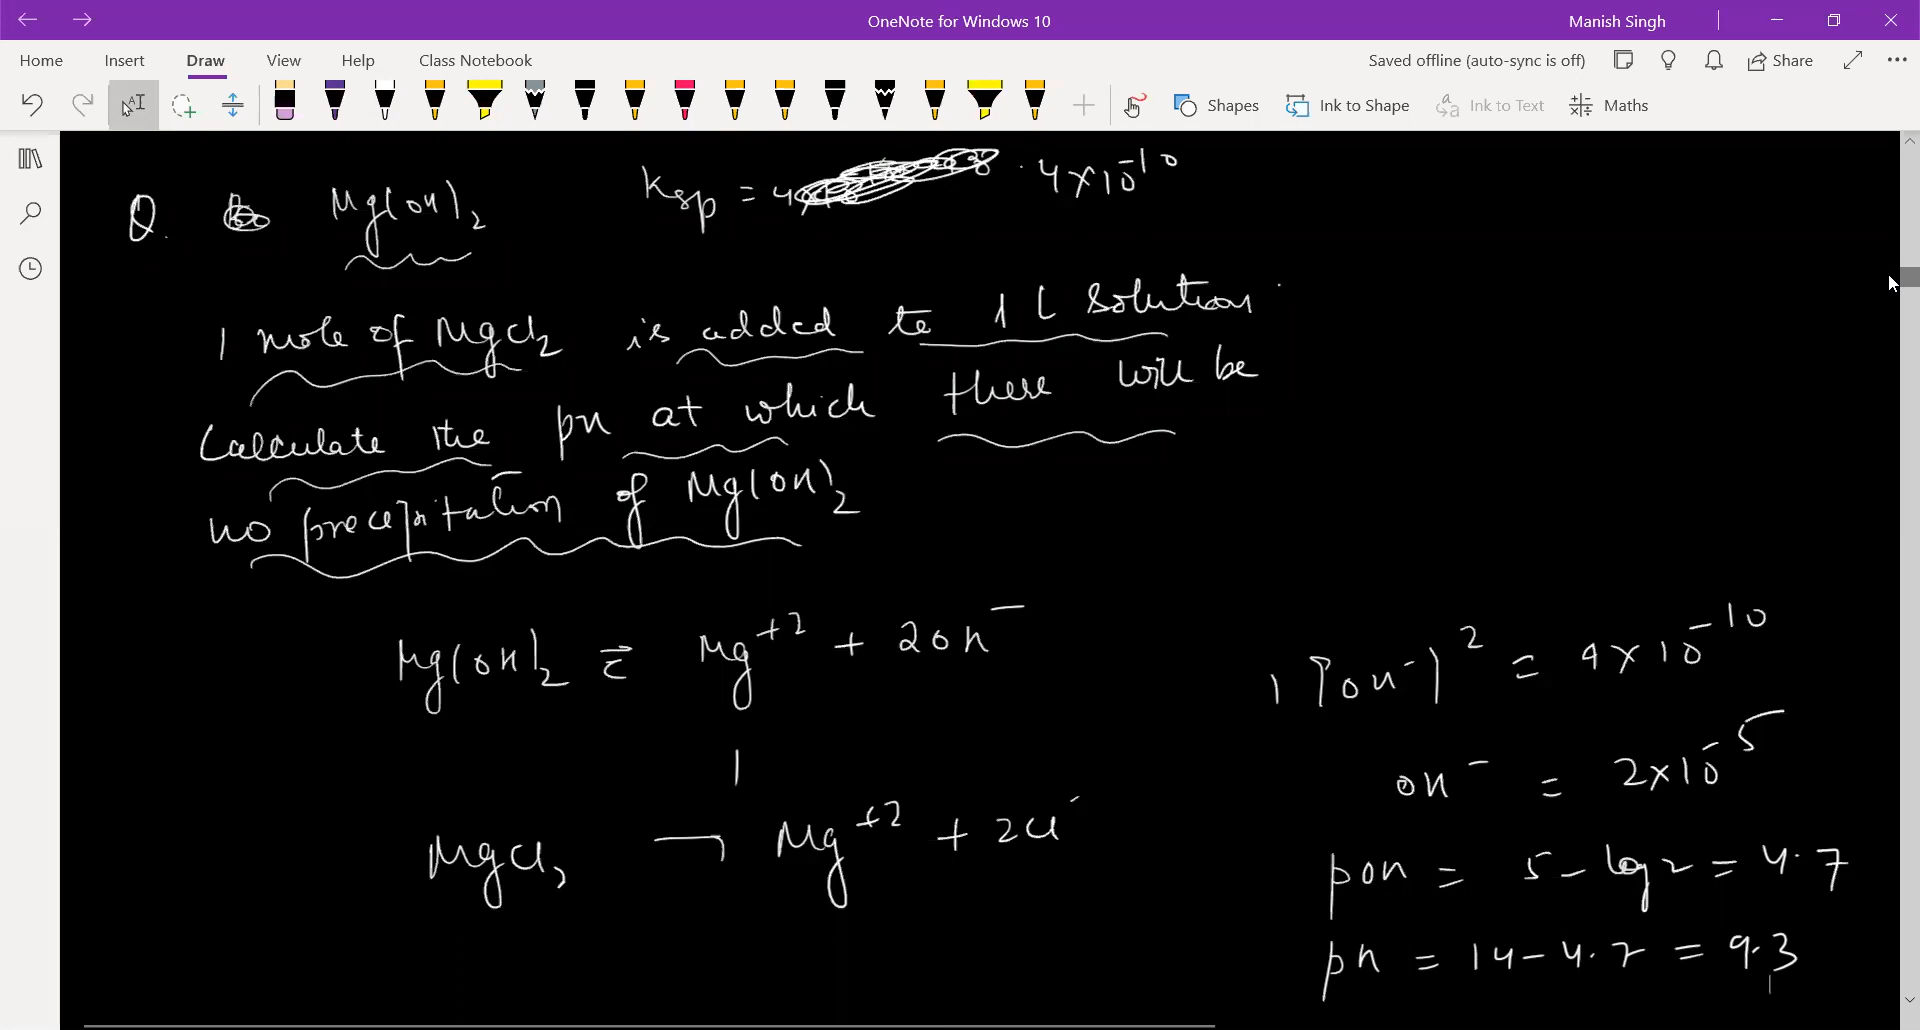 OneNote for Windows 10
Manish Singh
Home Insert Draw View Help Class Notebook
Saved offline (auto-sync is off) Share
Shapes Ink to Shape Ink to Text Maths
Q. Mg(OH)2 Ksp = 4×10^-10
1 mole of MgCl2 is added to 1 L solution.
Calculate the pH at which there will be
no precipitation of Mg(OH)2
Mg(OH)2 ⇌ Mg^+2 + 2OH^-
1
MgCl2 → Mg^+2 + 2Cl^-
1 [OH^-]^2 = 4×10^-10
OH^- = 2×10^-5
pOH = 5 - log 2 = 4.7
pH = 14 - 4.7 = 9.3